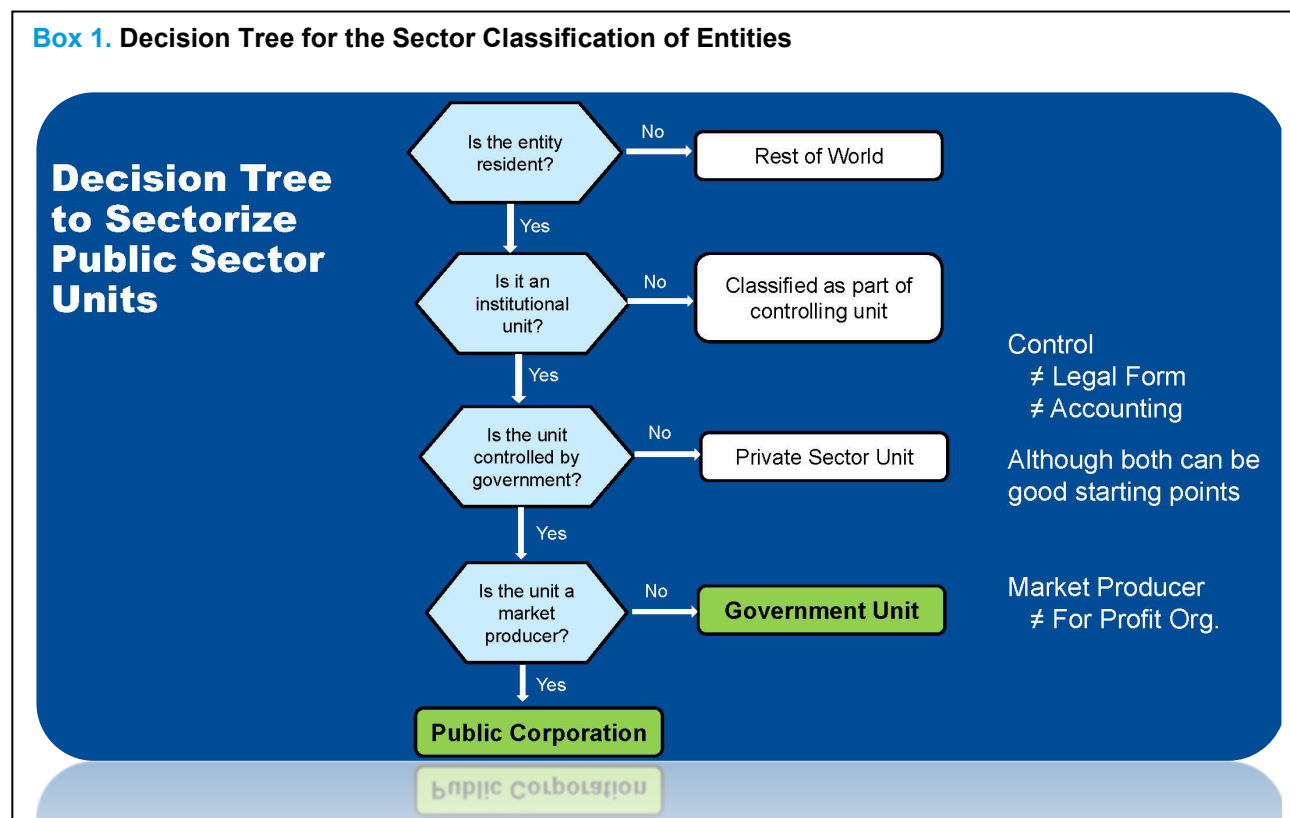 Box 1. Decision Tree for the Sector Classification of Entities
Decision Tree
to Sectorize
Public Sector
Units
Is the entity
resident?
No
Rest of World
Yes
Is it an
institutional
unit?
No
Classified as part of
controlling unit
Yes
Is the unit
controlled by
government?
No
Private Sector Unit
Yes
Is the unit a
market
producer?
No
Government Unit
Yes
Public Corporation
Control
≠ Legal Form
≠ Accounting
Although both can be
good starting points
Market Producer
≠ For Profit Org.
Public Corporation